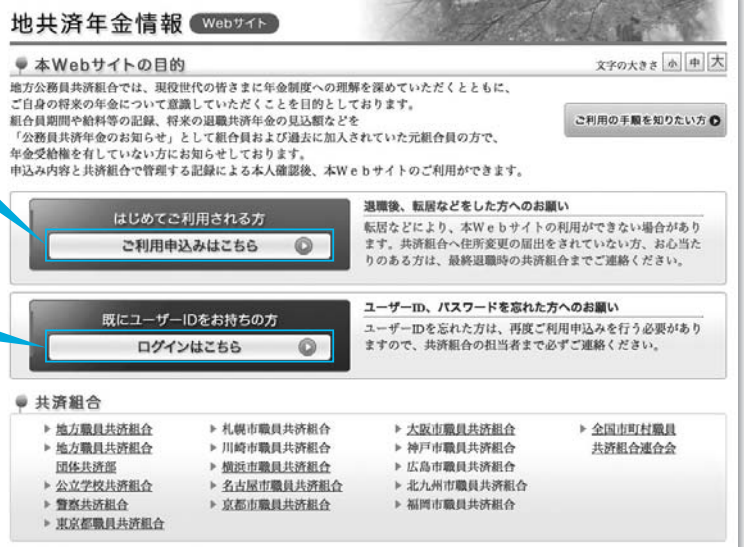 地共済年金情報 Webサイト
本Webサイトの目的
文字の大きさ 小 中 大
地方公務員共済組合では、現役世代の皆さまに年金制度への理解を深めていただくとともに、
ご自身の将来の年金について意識していただくことを目的としております。
組合員期間や給料等の記録、将来の退職共済年金の見込額などを
「公務員共済年金のお知らせ」として組合員および過去に加入されていた元組合員の方で、
年金受給権を有していない方にお知らせしております。
申込み内容と共済組合で管理する記録による本人確認後、本Webサイトのご利用ができます。
ご利用の手順を知りたい方
はじめてご利用される方
ご利用申込みはこちら
退職後、転居などをした方へのお願い
転居などにより、本Webサイトの利用ができない場合があり
ます。共済組合へ住所変更の届出をされていない方、お心当た
りのある方は、最終退職時の共済組合までご連絡ください。
既にユーザーIDをお持ちの方
ログインはこちら
ユーザーID、パスワードを忘れた方へのお願い
ユーザーIDを忘れた方は、再度ご利用申込みを行う必要があり
ますので、共済組合の担当者まで必ずご連絡ください。
共済組合
地方職員共済組合
地方職員共済組合
団体共済部
公立学校共済組合
警察共済組合
東京都職員共済組合
札幌市職員共済組合
川崎市職員共済組合
横浜市職員共済組合
名古屋市職員共済組合
京都市職員共済組合
大阪市職員共済組合
神戸市職員共済組合
広島市職員共済組合
北九州市職員共済組合
福岡市職員共済組合
全国市町村職員
共済組合連合会